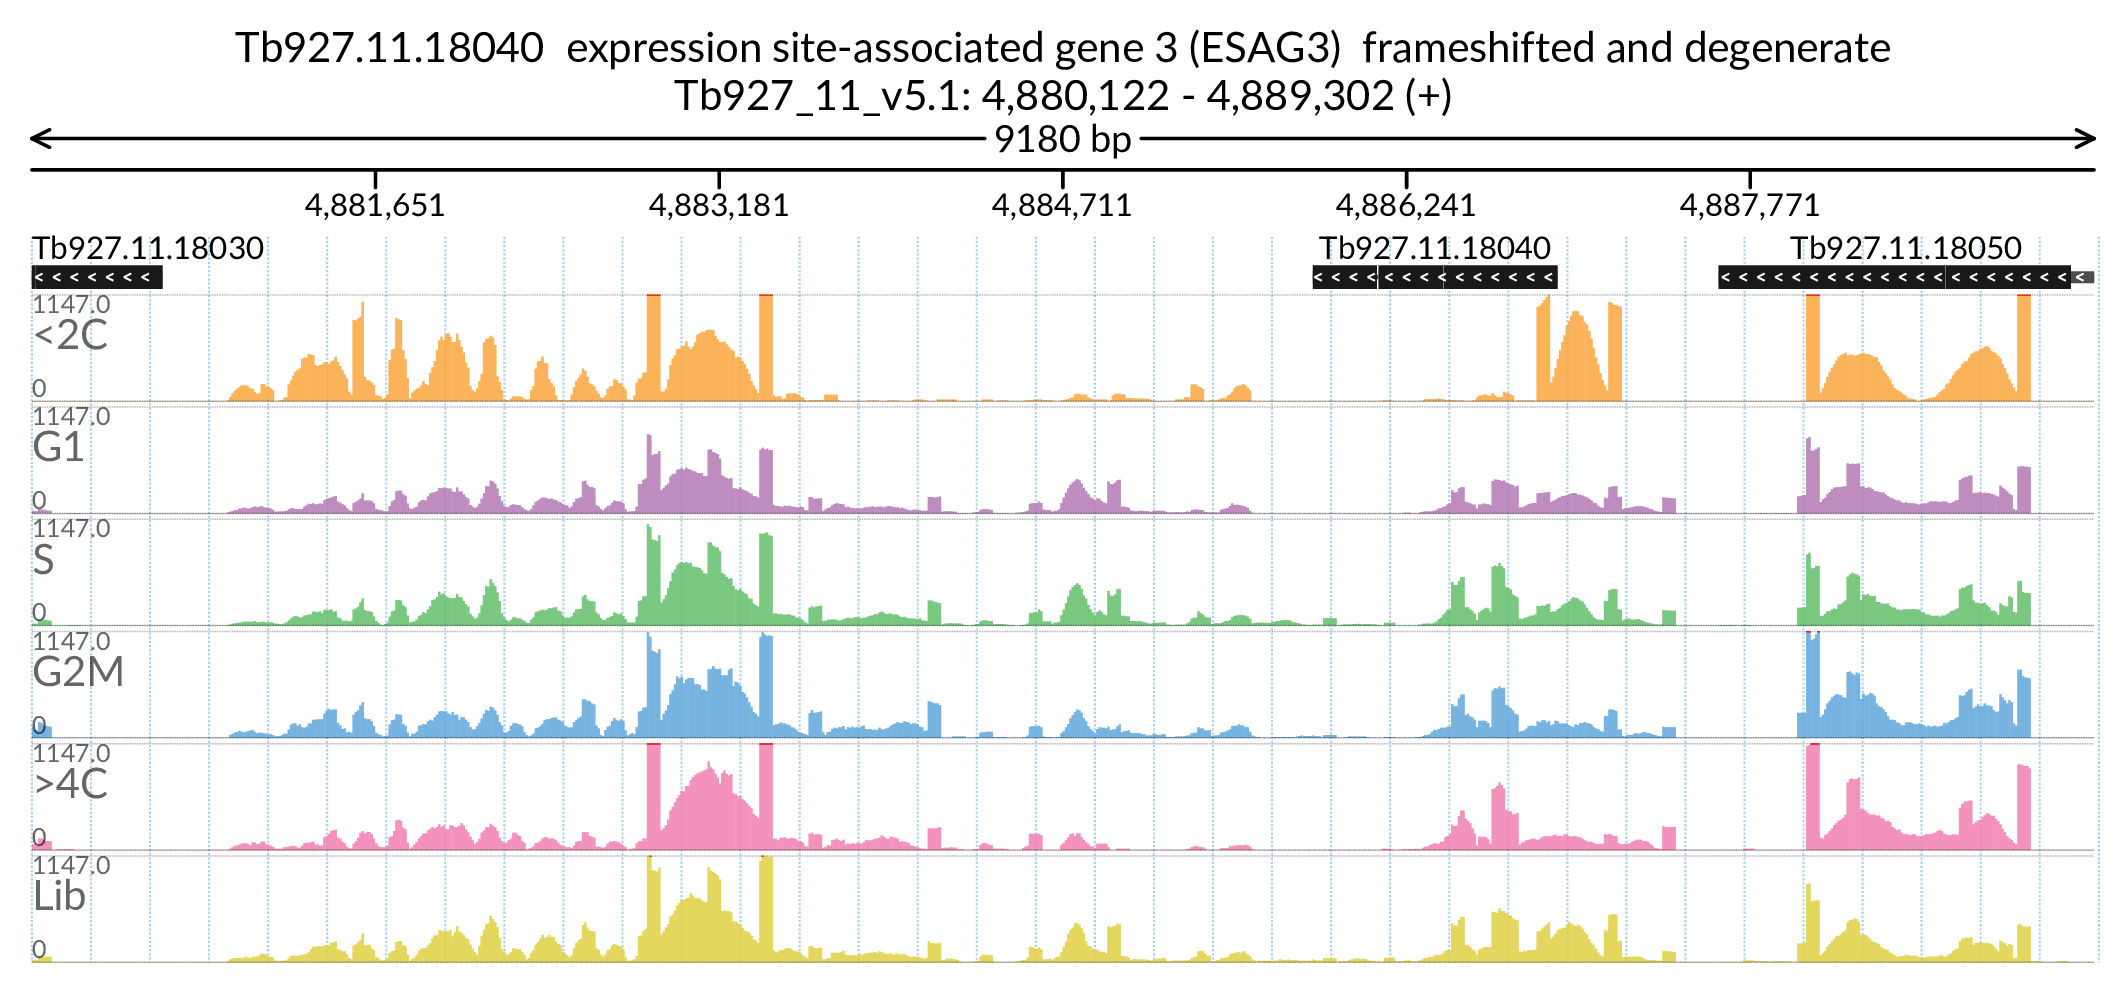 Tb927.11.18040 expression site-associated gene 3 (ESAG3) frameshifted and degenerate
Tb927_11_v5.1: 4,880,122 - 4,889,302 (+)
9180 bp
4,881,651 4,883,181 4,884,711 4,886,241 4,887,771
Tb927.11.18030 Tb927.11.18040 Tb927.11.18050
1147.0
<2C
0
1147.0
G1
0
1147.0
S
0
1147.0
G2M
0
1147.0
>4C
0
1147.0
Lib
0